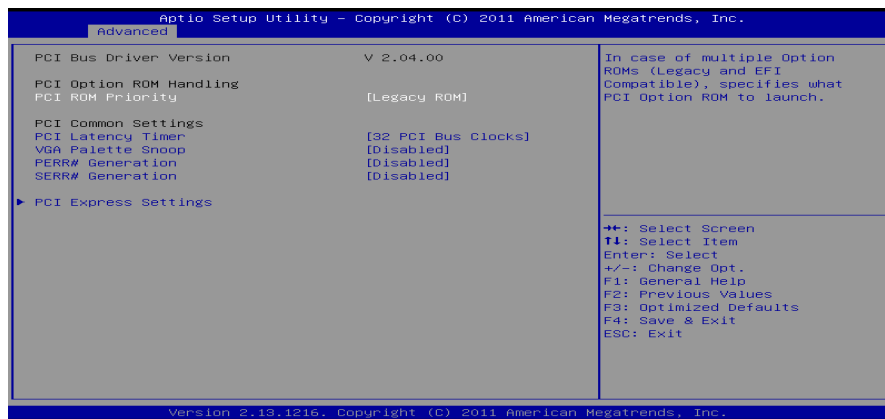 Aptio Setup Utility – Copyright (C) 2011 American Megatrends, Inc.
Advanced
PCI Bus Driver Version V 2.04.00
PCI Option ROM Handling
PCI ROM Priority [Legacy ROM]
PCI Common Settings
PCI Latency Timer [32 PCI Bus Clocks]
VGA Palette Snoop [Disabled]
PERR# Generation [Disabled]
SERR# Generation [Disabled]
▶ PCI Express Settings
In case of multiple Option
ROMs (Legacy and EFI
Compatible), specifies what
PCI Option ROM to launch.
→←: Select Screen
↑↓: Select Item
Enter: Select
+/-: Change Opt.
F1: General Help
F2: Previous Values
F3: Optimized Defaults
F4: Save & Exit
ESC: Exit
Version 2.13.1216. Copyright (C) 2011 American Megatrends, Inc.